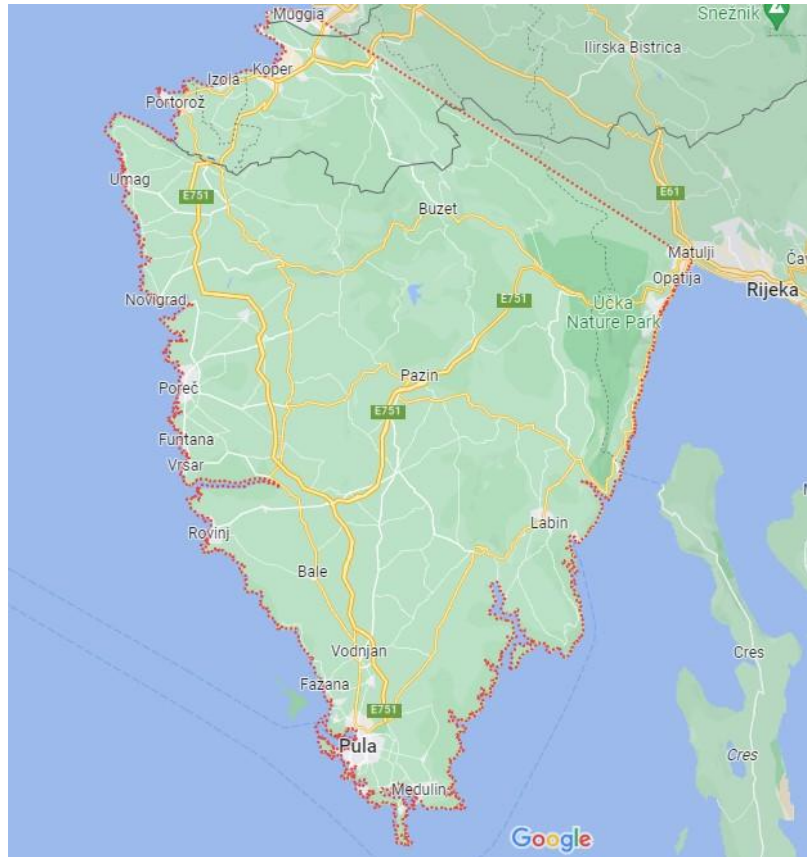 Muggia
Snežnik
Ilirska Bistrica
Koper
Izola
Portorož
Umag
E751
E61
Buzet
Matulji
Opatija
Rijeka
Novigrad
E751
Učka
Nature Park
Poreč
Pazin
E751
Funtana
Vrsar
Labin
Rovinj
Bale
Vodnjan
Cres
Fažana
E751
Pula
Cres
Medulin
Google